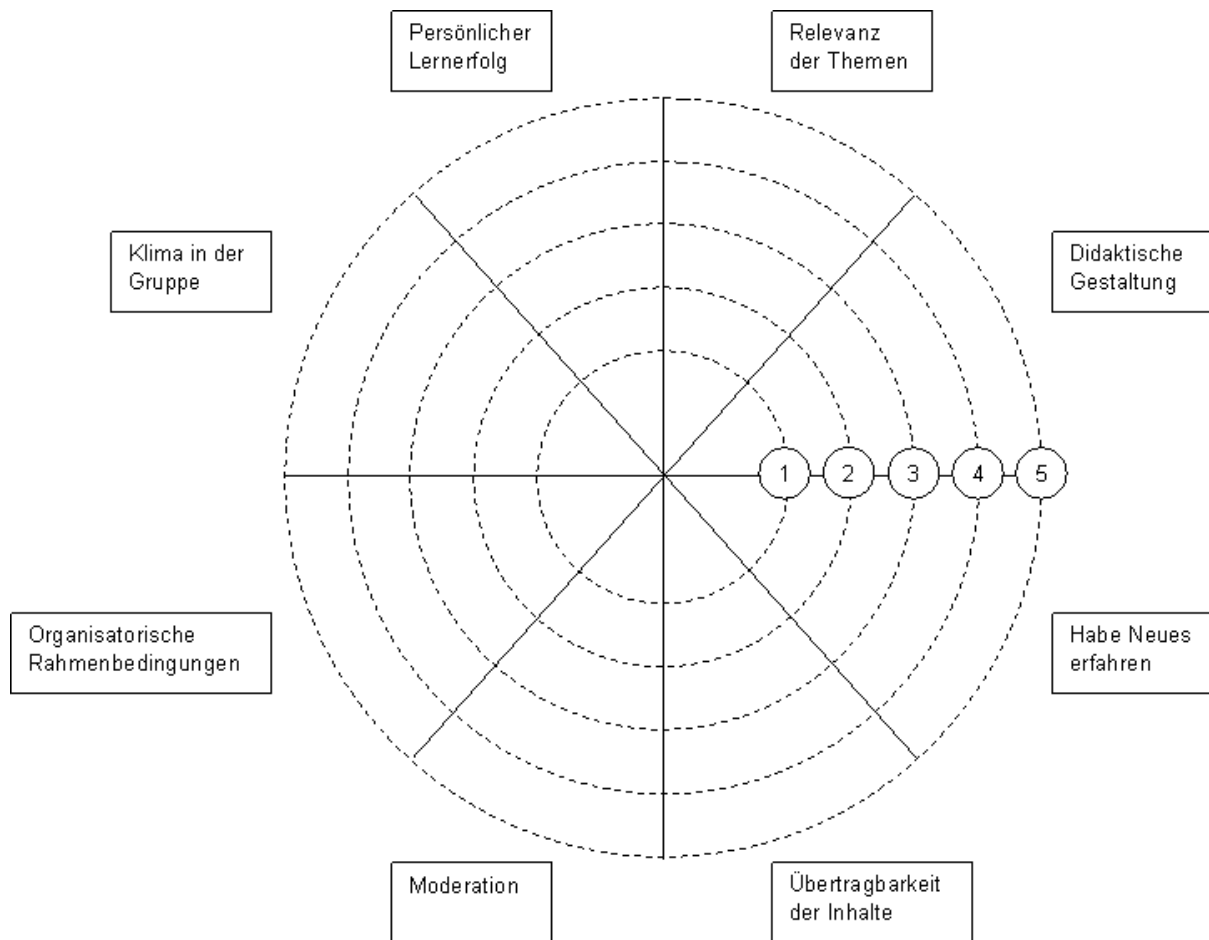 Persönlicher
Lernerfolg
Relevanz
der Themen
Klima in der
Gruppe
Didaktische
Gestaltung
1 2 3 4 5
Organisatorische
Rahmenbedingungen
Habe Neues
erfahren
Moderation
Übertragbarkeit
der Inhalte